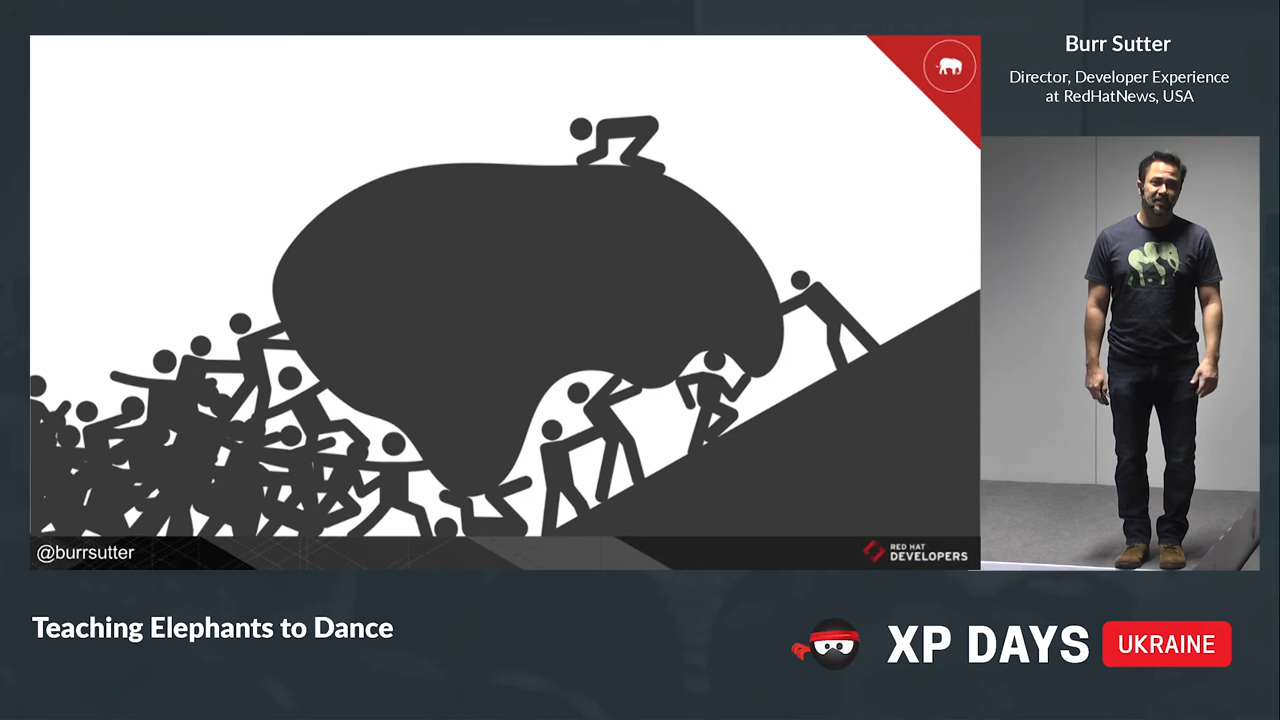 Burr Sutter
Director, Developer Experience
at RedHatNews, USA
@burrsutter
RED HAT
DEVELOPERS
Teaching Elephants to Dance
XP DAYS
UKRAINE